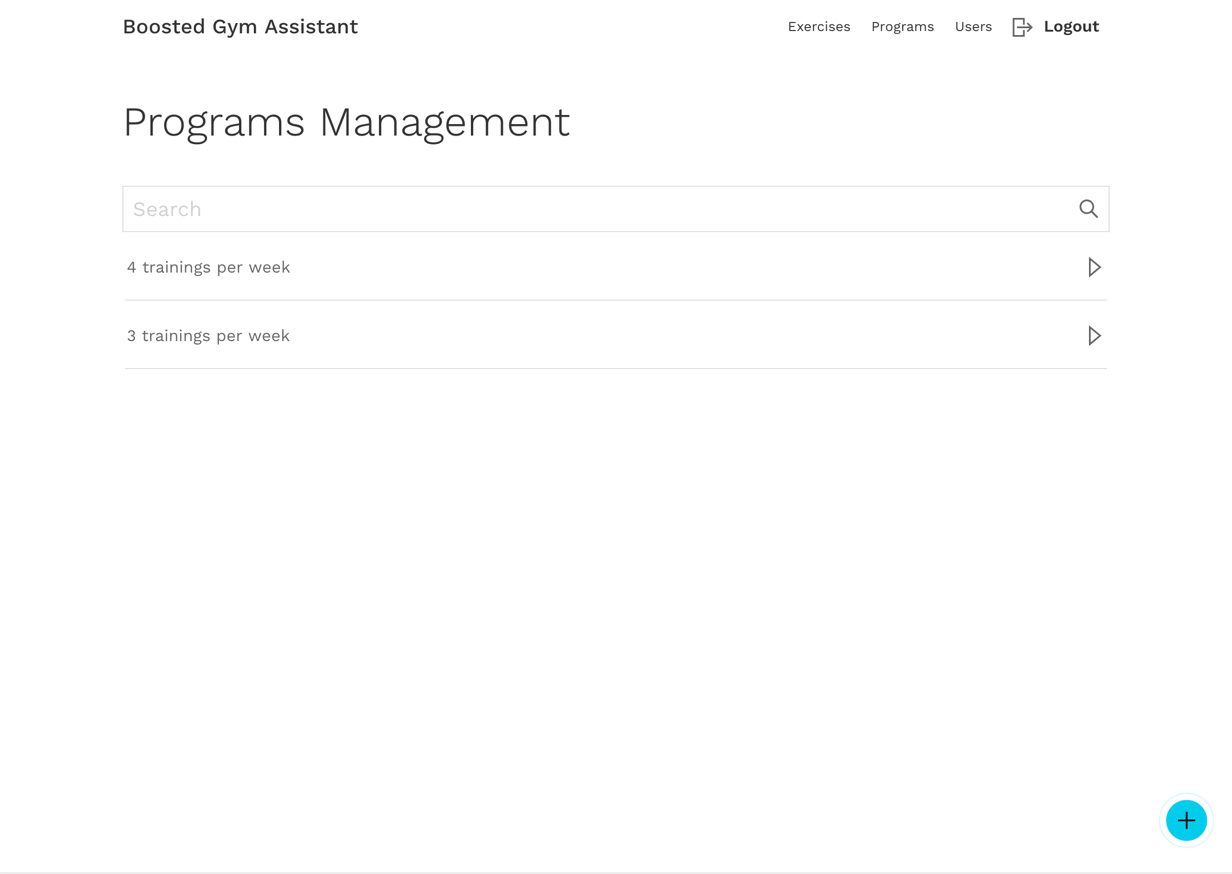 Boosted Gym Assistant
Exercises Programs Users Logout
Programs Management
Search
4 trainings per week
3 trainings per week